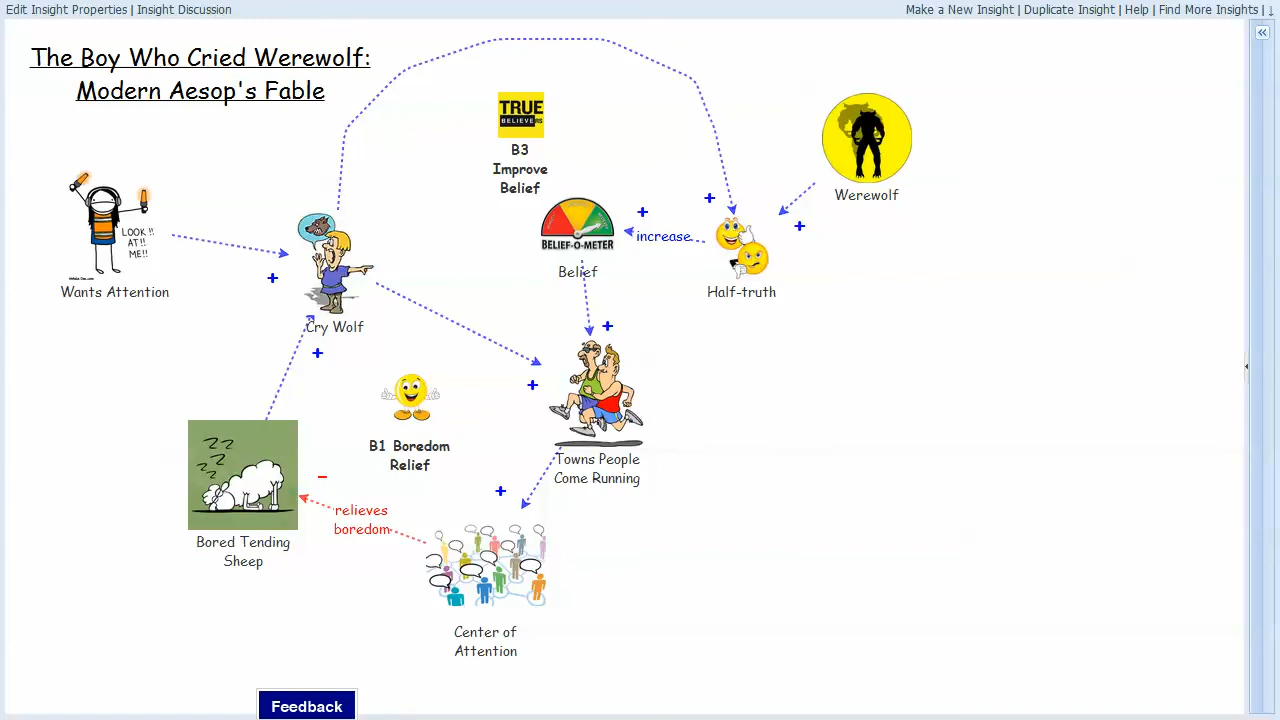 Edit Insight Properties | Insight Discussion
Make a New Insight | Duplicate Insight | Help | Find More Insights | ↓
The Boy Who Cried Werewolf:
Modern Aesop's Fable
TRUE
BELIEVERS
B3
Improve
Belief
Werewolf
LOOK !!
AT!!
ME!!
Wants Attention
+
Cry Wolf
+
BELIEF-O-METER
Belief
+
increase
+
+
Half-truth
+
+
Towns People
Come Running
B1 Boredom
Relief
+
-
relieves
boredom
Bored Tending
Sheep
Center of
Attention
Feedback